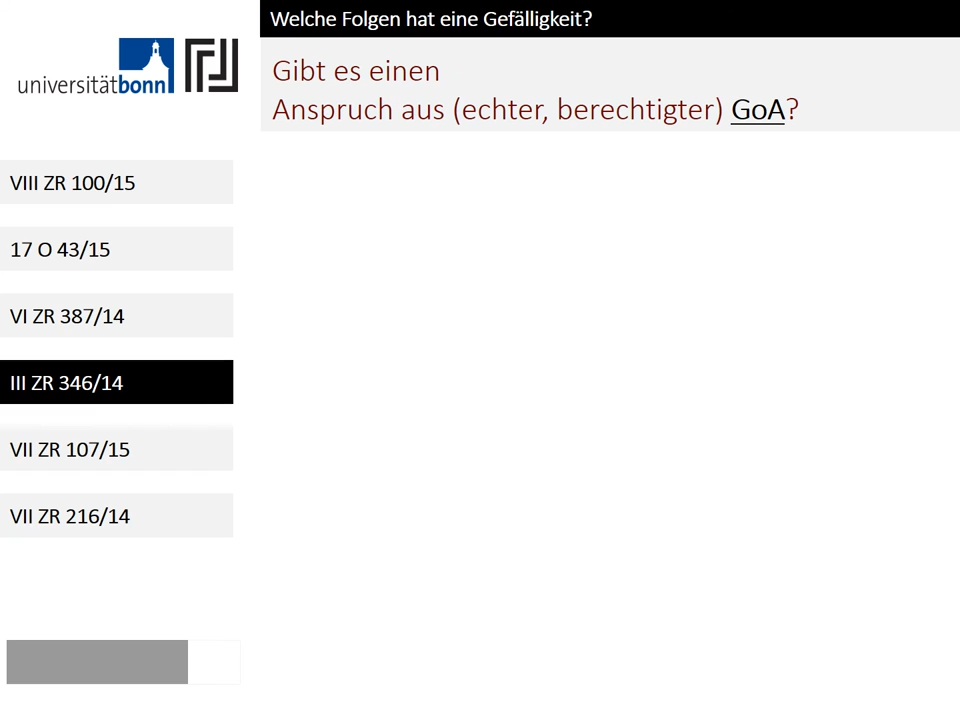 Welche Folgen hat eine Gefälligkeit?
universitätbonn
Gibt es einen
Anspruch aus (echter, berechtigter) GoA?
VIII ZR 100/15
17 O 43/15
VI ZR 387/14
III ZR 346/14
VII ZR 107/15
VII ZR 216/14